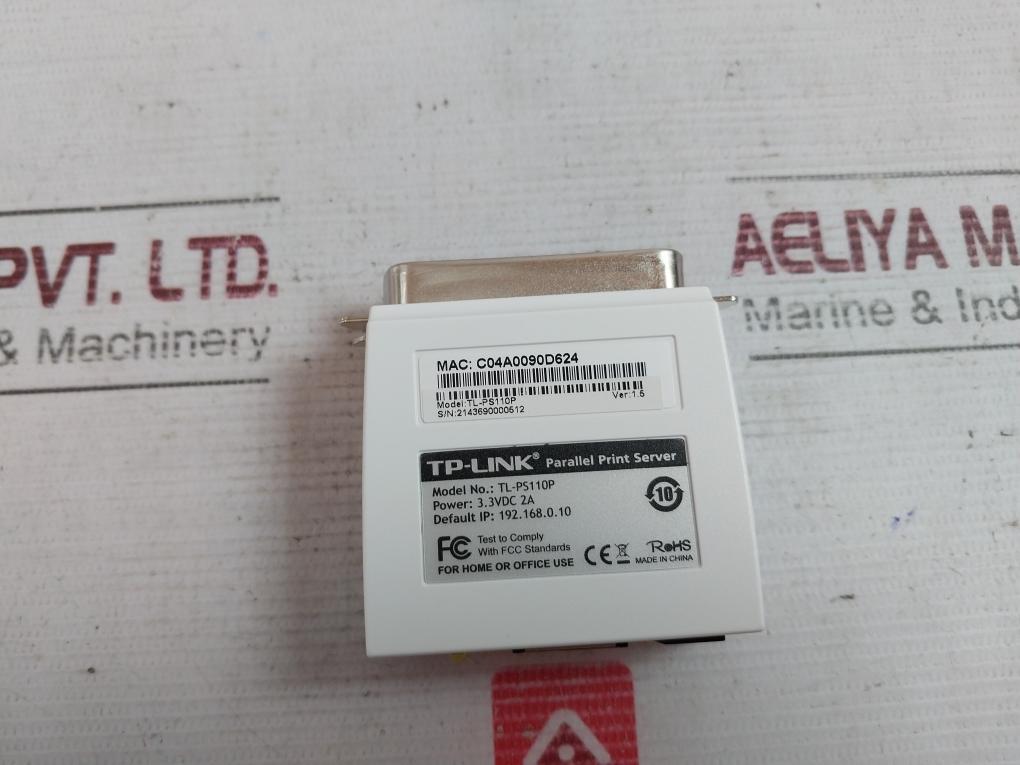 PVT. LTD.
& Machinery
AELIYA M
Marine & Ind
MAC: C04A0090D624
Model:TL-PS110P
Ver:1.5
S/N:2143690000512
TP-LINK® Parallel Print Server
Model No.: TL-PS110P
Power: 3.3VDC 2A
Default IP: 192.168.0.10
10
FC Test to Comply
With FCC Standards
FOR HOME OR OFFICE USE
CE
RoHS
MADE IN CHINA